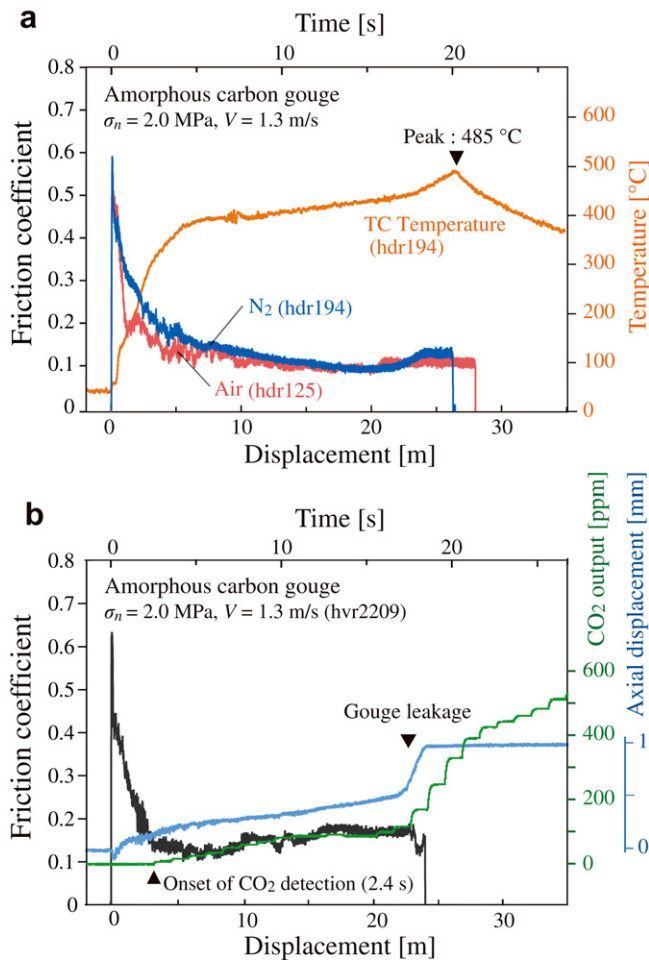 a
Time [s]
0 10 20
0.8
0.7
0.6
0.5
0.4
0.3
0.2
0.1
0
Friction coefficient
Amorphous carbon gouge
σn = 2.0 MPa, V = 1.3 m/s
Peak : 485 °C
TC Temperature
(hdr194)
N2 (hdr194)
Air (hdr125)
600
500
400
300
200
100
0
Temperature [°C]
0 10 20 30
Displacement [m]
b
Time [s]
0 10 20
0.8
0.7
0.6
0.5
0.4
0.3
0.2
0.1
0
Friction coefficient
Amorphous carbon gouge
σn = 2.0 MPa, V = 1.3 m/s (hvr2209)
Gouge leakage
Onset of CO2 detection (2.4 s)
600
400
200
0
CO2 output [ppm]
1
0
Axial displacement [mm]
0 10 20 30
Displacement [m]